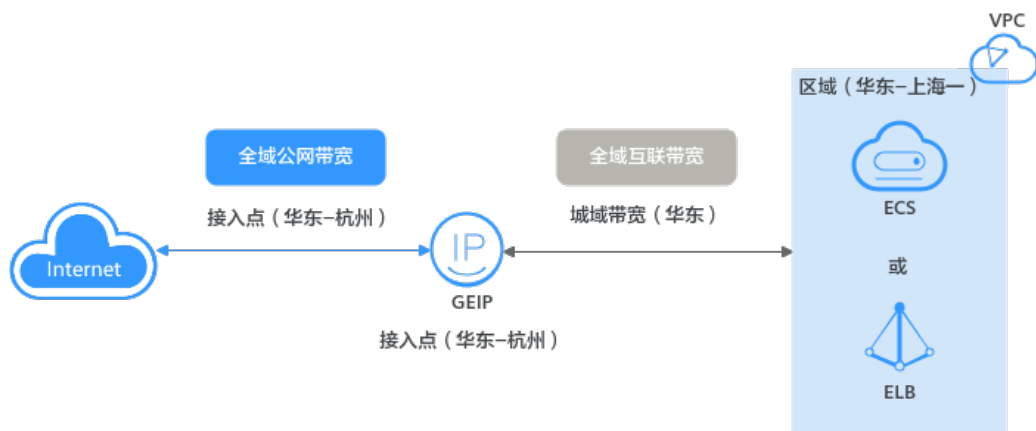 VPC
区域（华东–上海一）
全域公网带宽
全域互联带宽
接入点（华东–杭州）
城域带宽（华东）
ECS
Internet
IP
或
GEIP
接入点（华东–杭州）
ELB